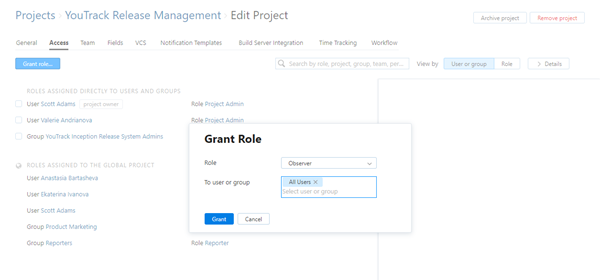 Projects › YouTrack Release Management › Edit Project
Archive project
Remove project
General Access Team Fields VCS Notification Templates Build Server Integration Time Tracking Workflow
Grant role...
Search by role, project, group, team, per...
View by:
User or group
Role
Details
ROLES ASSIGNED DIRECTLY TO USERS AND GROUPS
User Scott Adams project owner
Role Project Admin
User Valerie Andrianova
Role Project Admin
Group YouTrack Inception Release System Admins
ROLES ASSIGNED TO THE GLOBAL PROJECT
User Anastasia Bartasheva
User Ekaterina Ivanova
User Scott Adams
Group Product Marketing
Group Reporters
Role Reporter
Grant Role
Role
Observer
To user or group
All Users ×
Select user or group
Grant
Cancel